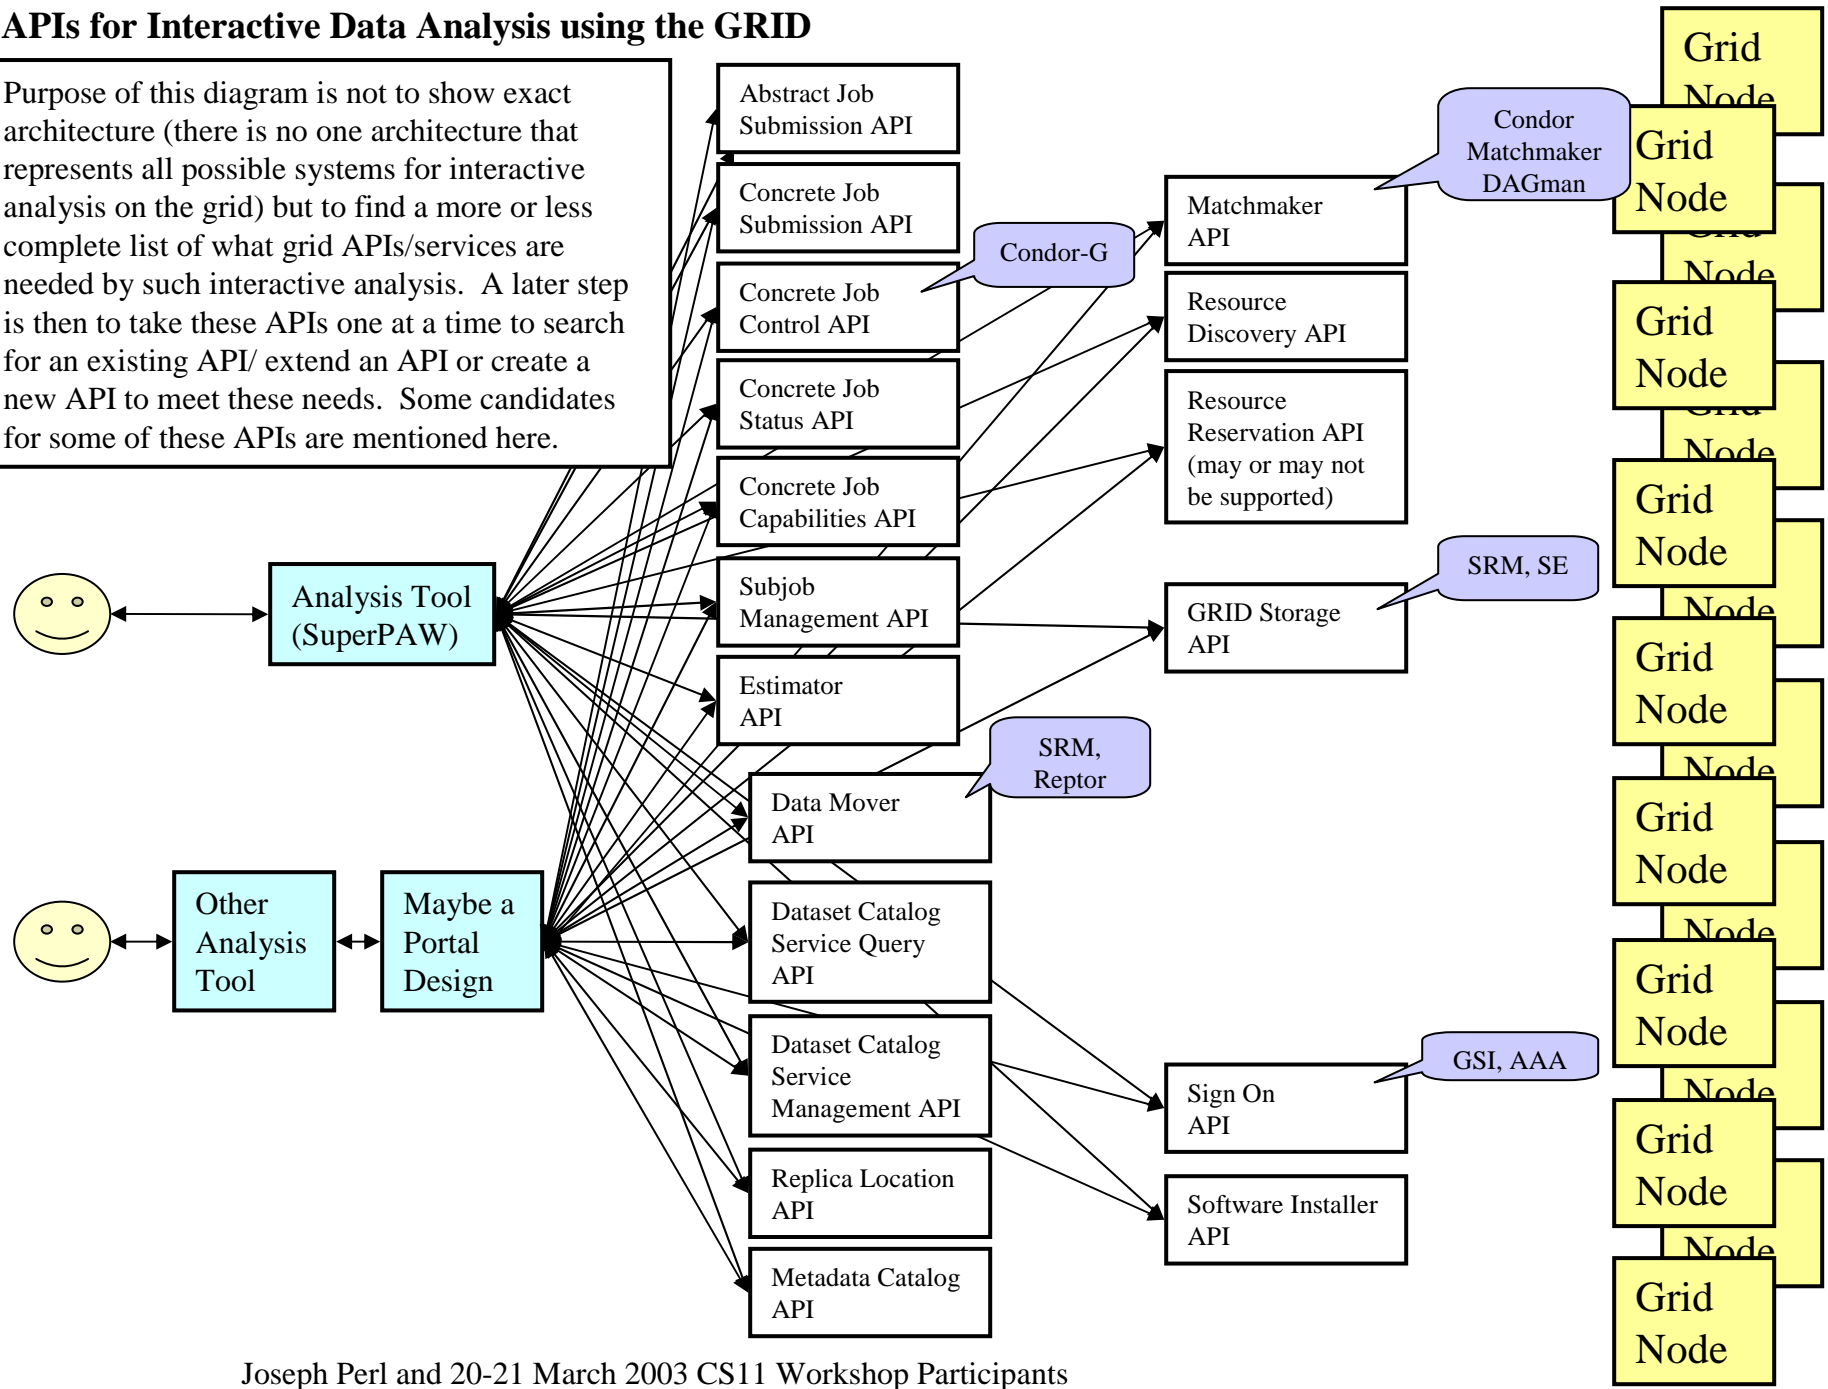 APIs for Interactive Data Analysis using the GRID
Purpose of this diagram is not to show exact
architecture (there is no one architecture that
represents all possible systems for interactive
analysis on the grid) but to find a more or less
complete list of what grid APIs/services are
needed by such interactive analysis.  A later step
is then to take these APIs one at a time to search
for an existing API/ extend an API or create a
new API to meet these needs.  Some candidates
for some of these APIs are mentioned here.
Analysis Tool
(SuperPAW)
Other
Analysis
Tool
Maybe a
Portal
Design
Abstract Job
Submission API
Concrete Job
Submission API
Concrete Job
Control API
Condor-G
Concrete Job
Status API
Concrete Job
Capabilities API
Subjob
Management API
Estimator
API
Data Mover
API
SRM,
Reptor
Dataset Catalog
Service Query
API
Dataset Catalog
Service
Management API
Replica Location
API
Metadata Catalog
API
Matchmaker
API
Condor
Matchmaker
DAGman
Resource
Discovery API
Resource
Reservation API
(may or may not
be supported)
GRID Storage
API
SRM, SE
Sign On
API
GSI, AAA
Software Installer
API
Grid
Node
Grid
Node
Grid
Node
Grid
Node
Grid
Node
Grid
Node
Grid
Node
Grid
Node
Grid
Node
Grid
Node
Grid
Node
Node
Node
Node
Node
Node
Node
Joseph Perl and 20-21 March 2003 CS11 Workshop Participants